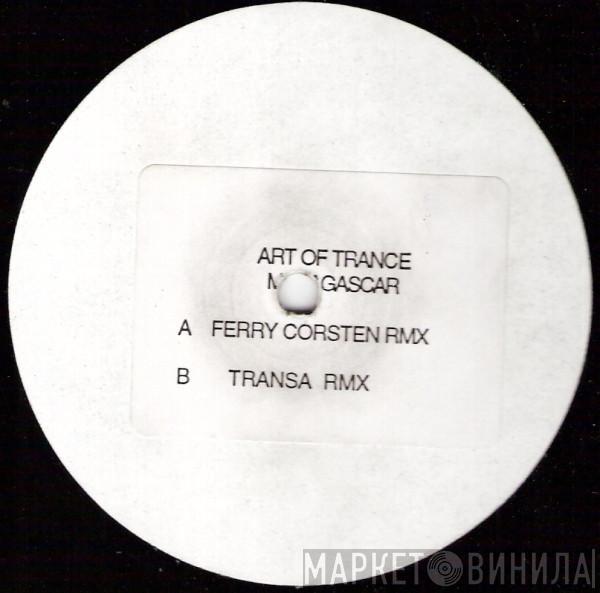 ART OF TRANCE
A FERRY CORSTEN RMX
B TRANSA RMX
МАРКЕТ ВИНИЛА